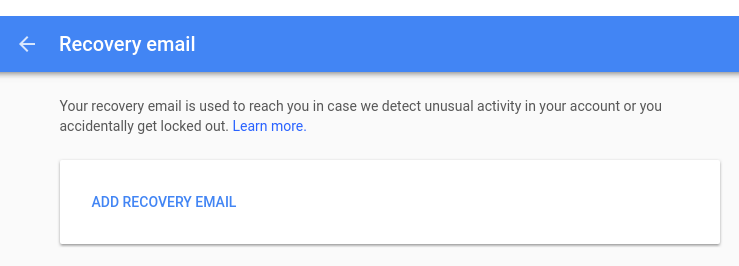 Recovery email
Your recovery email is used to reach you in case we detect unusual activity in your account or you
accidentally get locked out. Learn more.
ADD RECOVERY EMAIL